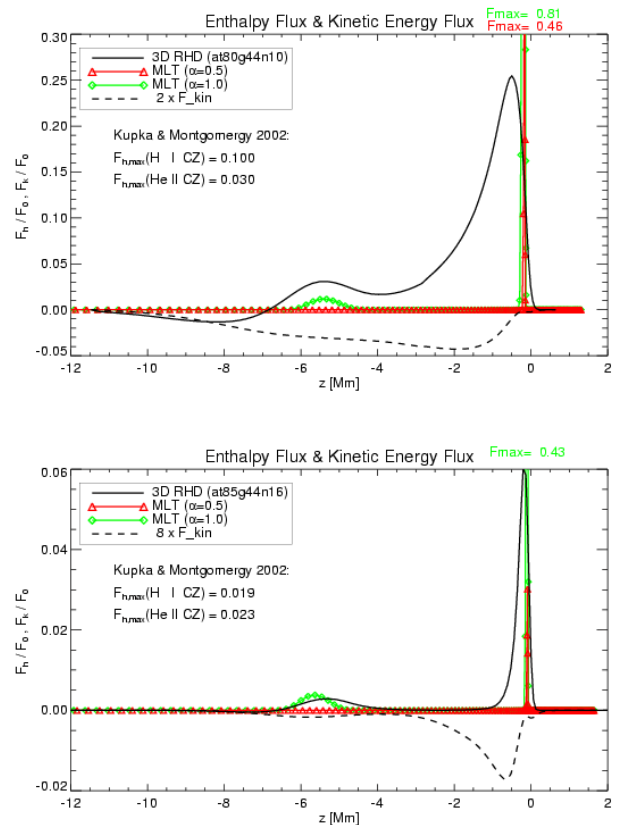 Fmax= 0.81
Enthalpy Flux & Kinetic Energy Flux
Fmax= 0.46
0.30
3D RHD (at80g44n10)
MLT (α=0.5)
0.25
MLT (α=1.0)
2 x F_kin
0.20
Kupka & Montgomergy 2002:
F_h,max(H I CZ) = 0.100
0.15
F_h,max(He II CZ) = 0.030
F_h / F_0 , F_k / F_0
0.10
0.05
0.00
-0.05
-12 -10 -8 -6 -4 -2 0 2
z [Mm]
Enthalpy Flux & Kinetic Energy Flux
Fmax= 0.43
0.06
3D RHD (at85g44n16)
MLT (α=0.5)
MLT (α=1.0)
8 x F_kin
0.04
Kupka & Montgomergy 2002:
F_h,max(H I CZ) = 0.019
F_h,max(He II CZ) = 0.023
F_h / F_0 , F_k / F_0
0.02
0.00
-0.02
-12 -10 -8 -6 -4 -2 0 2
z [Mm]